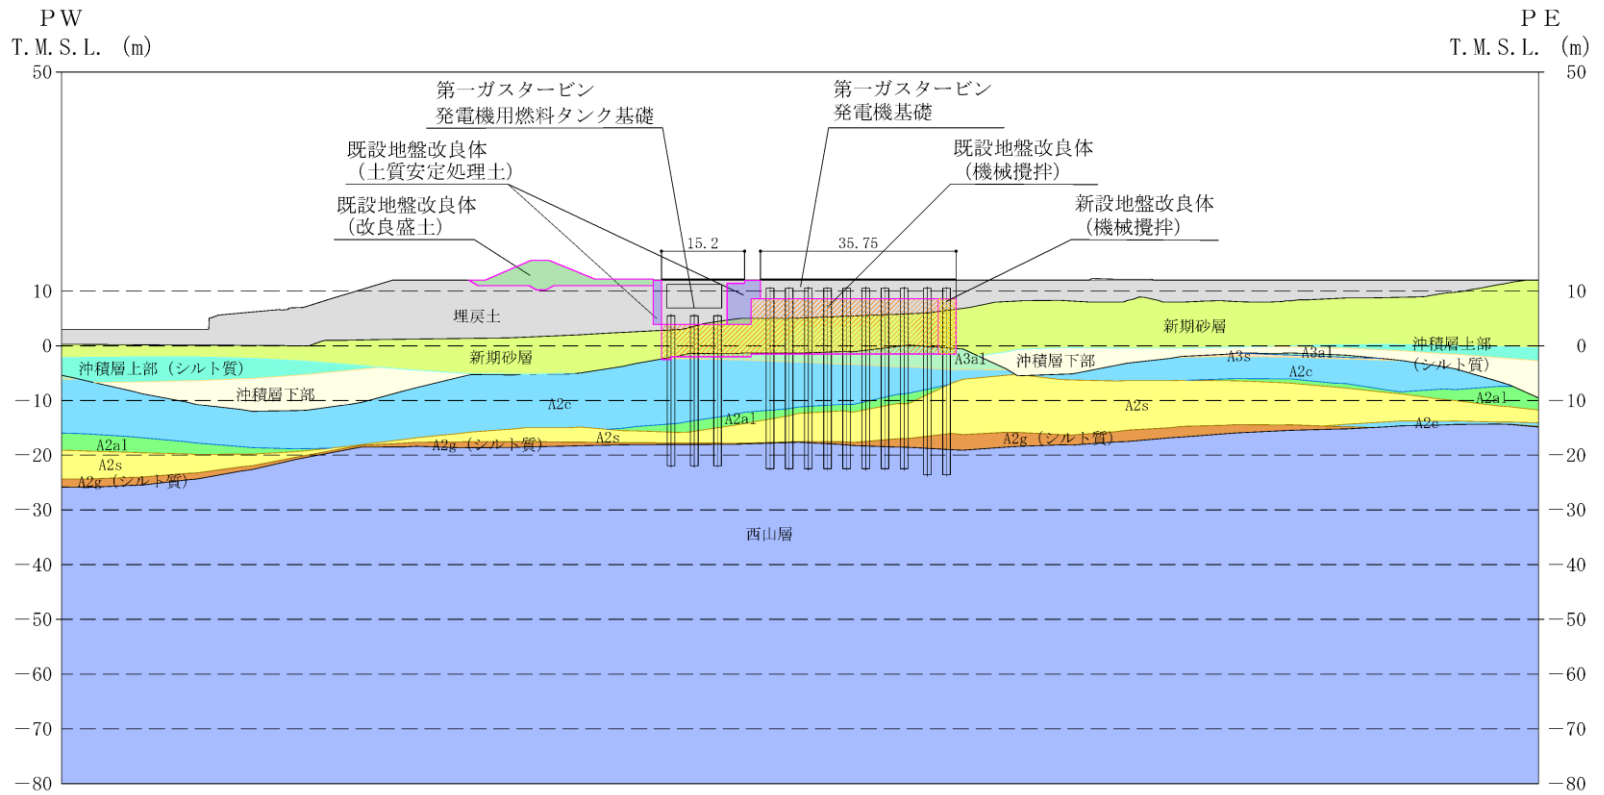 PW
T.M.S.L. (m)
PE
T.M.S.L. (m)
50
50
第一ガスタービン
発電機用燃料タンク基礎
第一ガスタービン
発電機基礎
既設地盤改良体
（土質安定処理土）
既設地盤改良体
（機械攪拌）
既設地盤改良体
（改良盛土）
新設地盤改良体
（機械攪拌）
15.2
35.75
10
10
埋戻土
新期砂層
0
0
新期砂層
沖積層上部（シルト質）
沖積層下部
A3al
沖積層下部
A3s
A3al
沖積層上部
（シルト質）
A2c
A2c
A2al
-10
-10
A2s
A2al
A2c
A2al
A2s
A2g（シルト質）
A2g（シルト質）
A2s
A2g（シルト質）
-20
-20
-30
-30
西山層
-40
-40
-50
-50
-60
-60
-70
-70
-80
-80